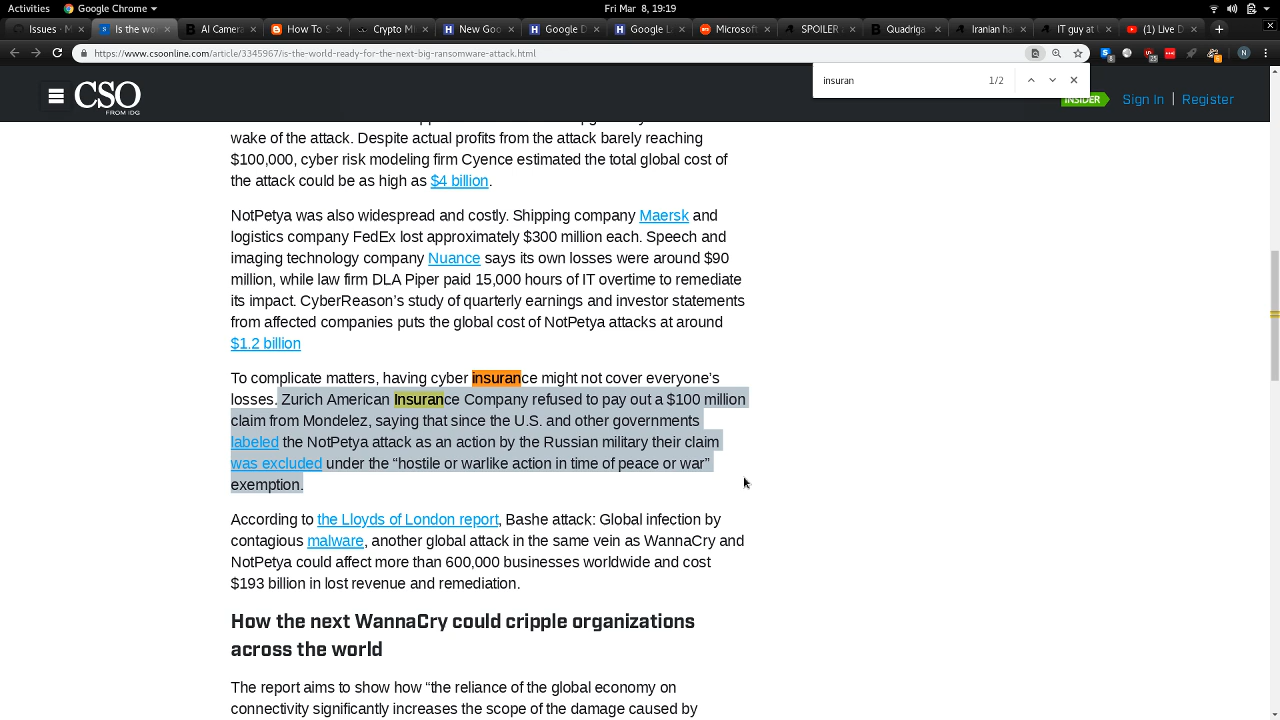 Activities
Google Chrome
Fri Mar 8, 19:19
Issues - M
Is the wo
AI Camera
How To S
Crypto Mi
New Goo
Google D
Google L
Microsoft
SPOILER
Quadriga
Iranian ha
IT guy at
(1) Live D
https://www.csoonline.com/article/3345967/is-the-world-ready-for-the-next-big-ransomware-attack.html
insuran
1/2
CSO
FROM IDG
INSIDER
Sign In | Register
wake of the attack. Despite actual profits from the attack barely reaching
$100,000, cyber risk modeling firm Cyence estimated the total global cost of
the attack could be as high as $4 billion.
NotPetya was also widespread and costly. Shipping company Maersk and
logistics company FedEx lost approximately $300 million each. Speech and
imaging technology company Nuance says its own losses were around $90
million, while law firm DLA Piper paid 15,000 hours of IT overtime to remediate
its impact. CyberReason’s study of quarterly earnings and investor statements
from affected companies puts the global cost of NotPetya attacks at around
$1.2 billion
To complicate matters, having cyber insurance might not cover everyone’s
losses. Zurich American Insurance Company refused to pay out a $100 million
claim from Mondelez, saying that since the U.S. and other governments
labeled the NotPetya attack as an action by the Russian military their claim
was excluded under the “hostile or warlike action in time of peace or war”
exemption.
According to the Lloyds of London report, Bashe attack: Global infection by
contagious malware, another global attack in the same vein as WannaCry and
NotPetya could affect more than 600,000 businesses worldwide and cost
$193 billion in lost revenue and remediation.
How the next WannaCry could cripple organizations
across the world
The report aims to show how “the reliance of the global economy on
connectivity significantly increases the scope of the damage caused by